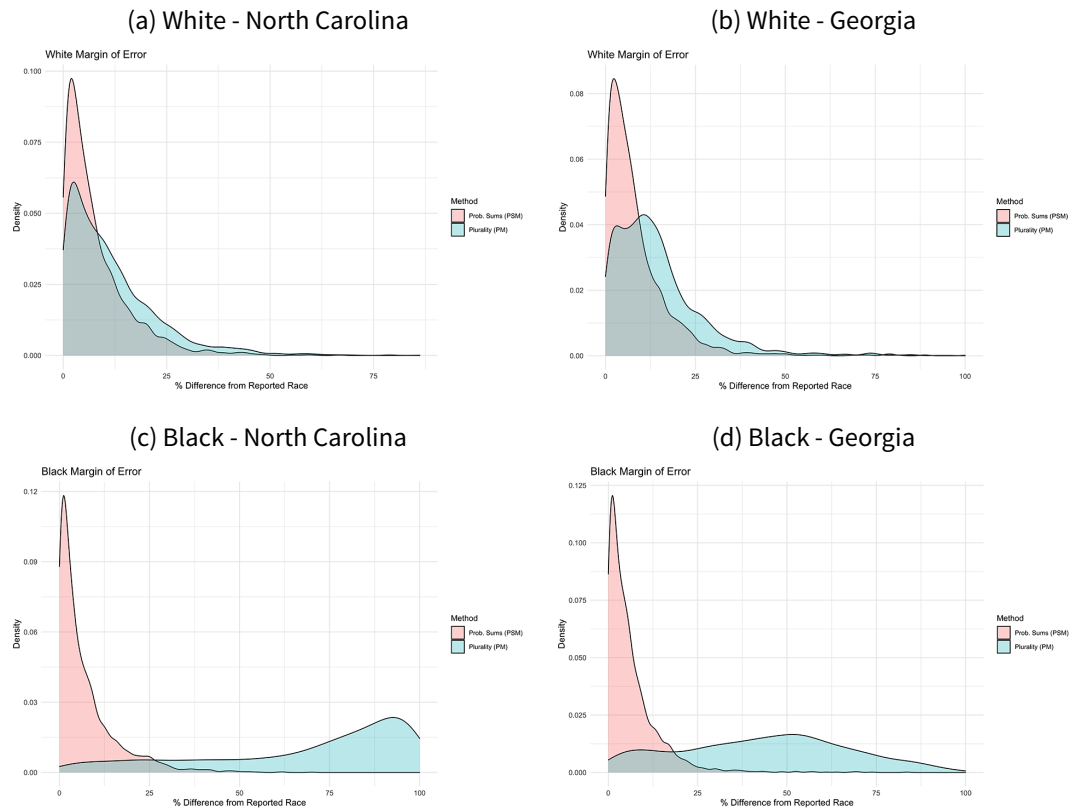 (a) White - North Carolina
White Margin of Error
0.100
0.075
0.050
0.025
0.000
Density
0 25 50 75
% Difference from Reported Race
Method
Prob. Sums (PSM)
Plurality (PM)
(b) White - Georgia
White Margin of Error
0.08
0.06
0.04
0.02
0.00
Density
0 25 50 75 100
% Difference from Reported Race
Method
Prob. Sums (PSM)
Plurality (PM)
(c) Black - North Carolina
Black Margin of Error
0.12
0.09
0.06
0.03
0.00
Density
0 25 50 75 100
% Difference from Reported Race
Method
Prob. Sums (PSM)
Plurality (PM)
(d) Black - Georgia
Black Margin of Error
0.125
0.100
0.075
0.050
0.025
0.000
Density
0 25 50 75 100
% Difference from Reported Race
Method
Prob. Sums (PSM)
Plurality (PM)